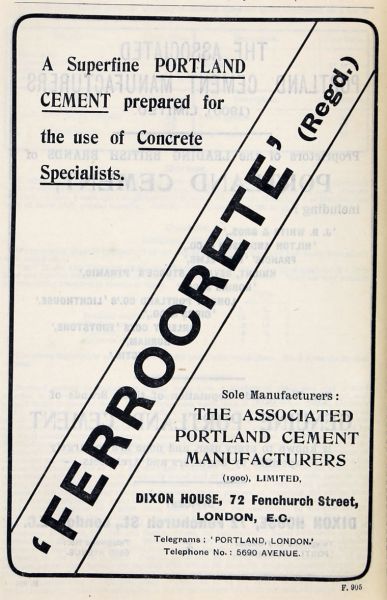 A Superfine PORTLAND
CEMENT prepared for
the use of Concrete
Specialists.
'FERROCRETE' (Regd.)
Sole Manufacturers:
THE ASSOCIATED
PORTLAND CEMENT
MANUFACTURERS
(1900), LIMITED,
DIXON HOUSE, 72 Fenchurch Street,
LONDON, E.C.
Telegrams: 'PORTLAND, LONDON.'
Telephone No.: 5690 AVENUE.
F. 905